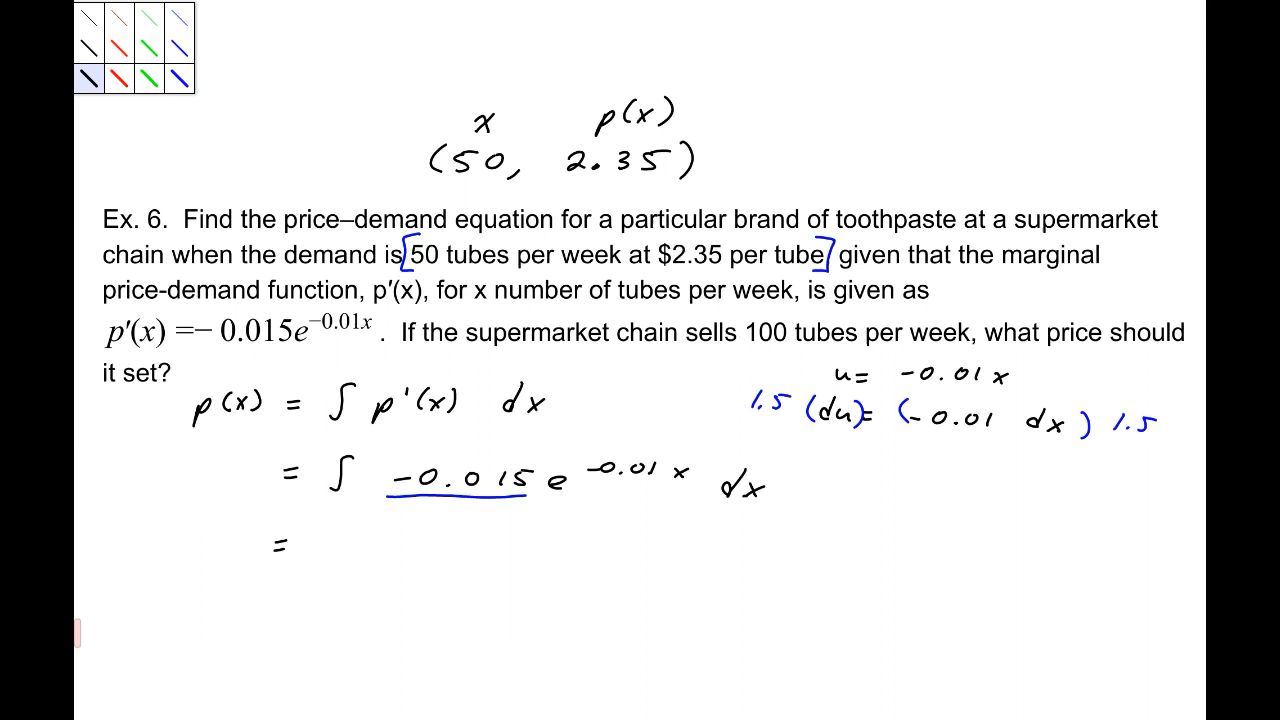 x p(x)
(50, 2.35)
Ex. 6. Find the price–demand equation for a particular brand of toothpaste at a supermarket
chain when the demand is [50 tubes per week at $2.35 per tube] given that the marginal
price-demand function, p′(x), for x number of tubes per week, is given as
p′(x) =− 0.015e^−0.01x . If the supermarket chain sells 100 tubes per week, what price should
it set?
u = -0.01 x
p(x) = ∫ p'(x) dx
1.5 (du) = (-0.01 dx) 1.5
= ∫ -0.015 e^-0.01 x dx
=